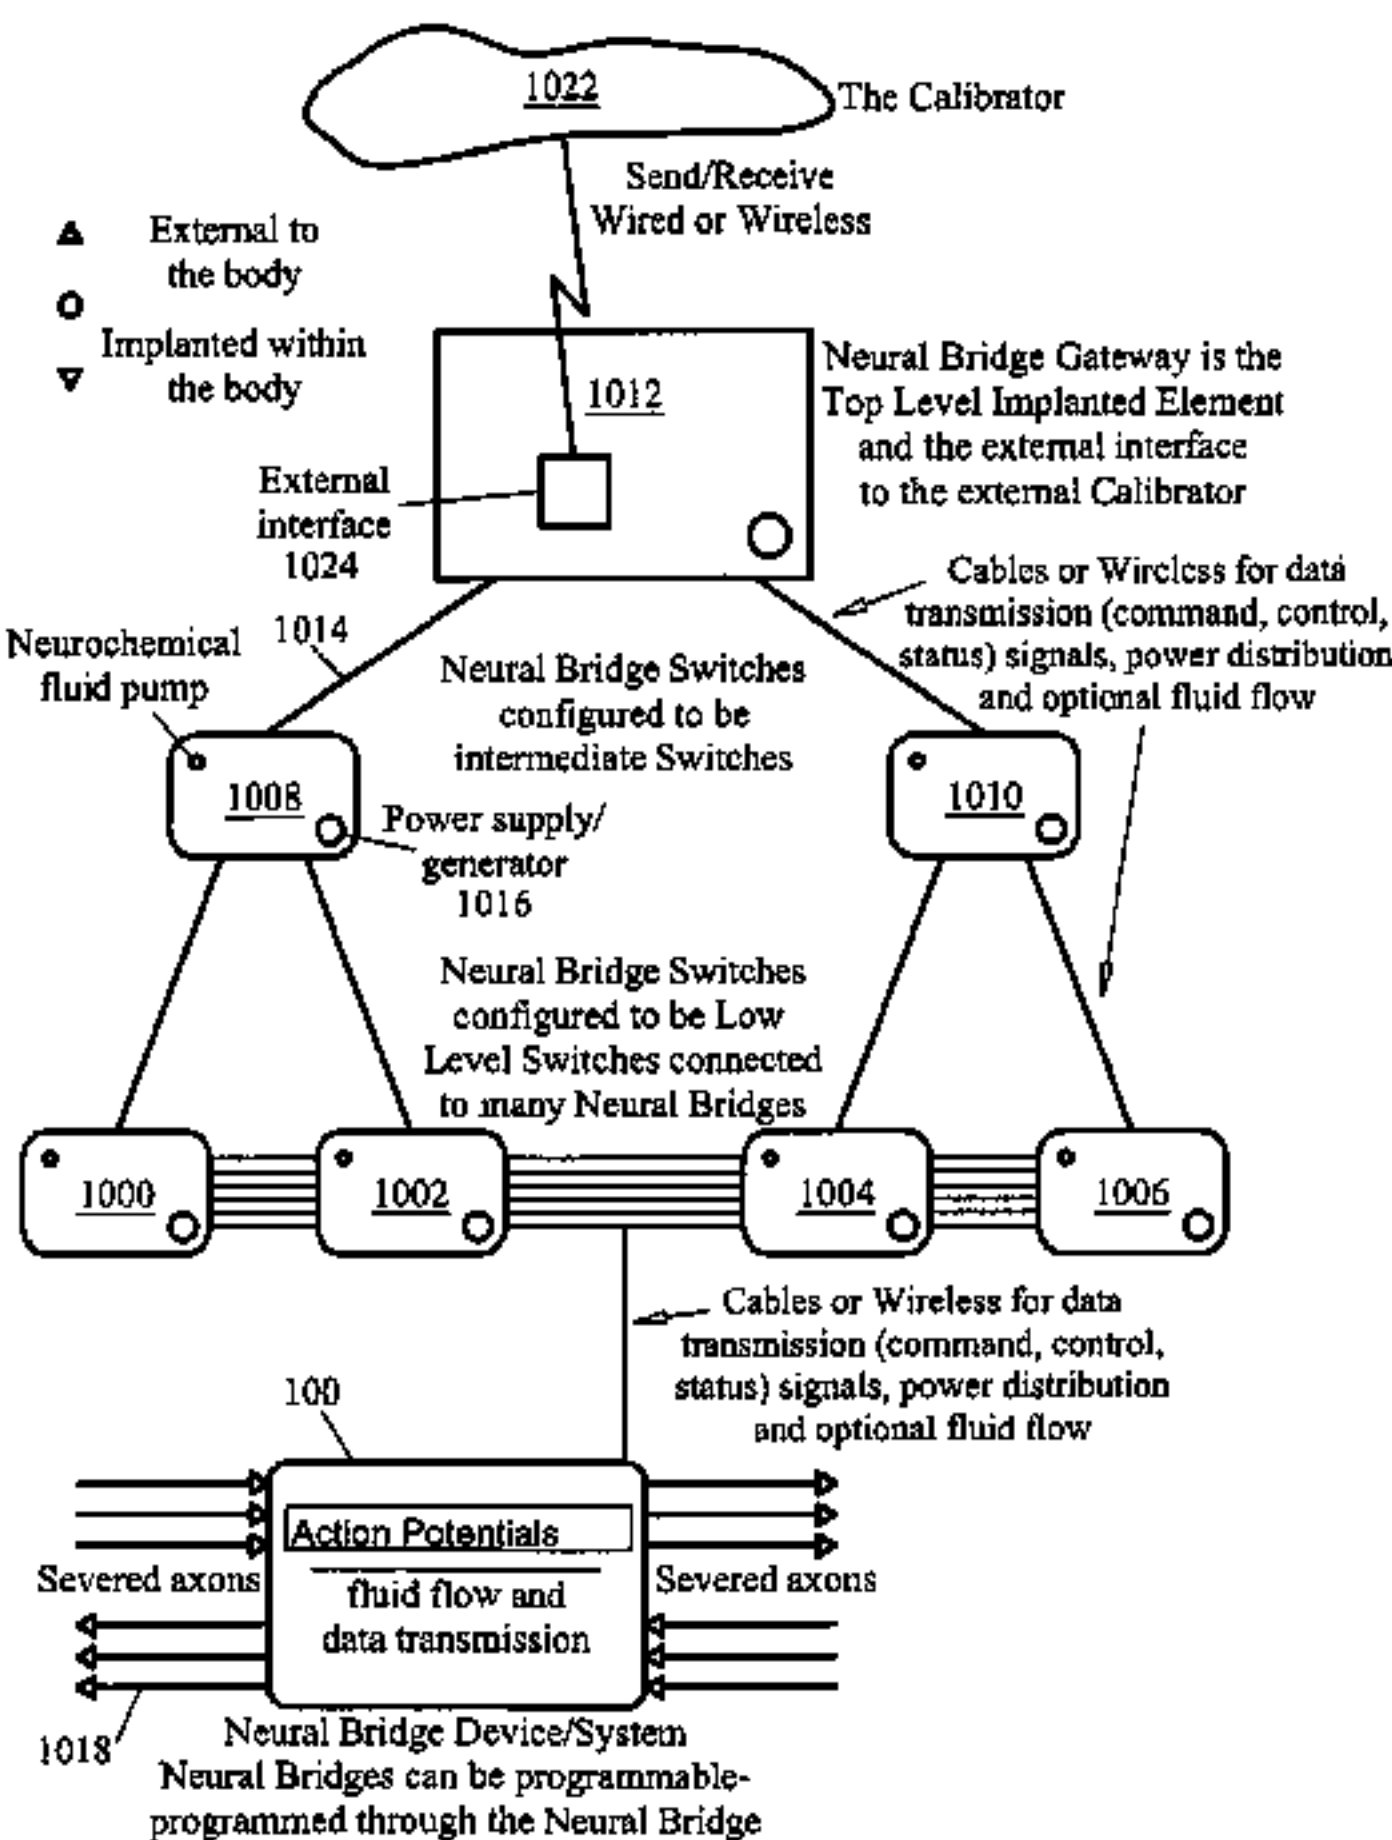 1022
The Calibrator
Send/Receive
Wired or Wireless
External to
the body
Implanted within
the body
1012
Neural Bridge Gateway is the
Top Level Implanted Element
and the external interface
to the external Calibrator
External
interface
1024
Cables or Wireless for data
transmission (command, control,
status) signals, power distribution
and optional fluid flow
1014
Neurochemical
fluid pump
Neural Bridge Switches
configured to be
intermediate Switches
1008
1010
Power supply/
generator
1016
Neural Bridge Switches
configured to be Low
Level Switches connected
to many Neural Bridges
1000
1002
1004
1006
Cables or Wireless for data
transmission (command, control,
status) signals, power distribution
and optional fluid flow
100
Action Potentials
Severed axons
Severed axons
fluid flow and
data transmission
1018
Neural Bridge Device/System
Neural Bridges can be programmable-
programmed through the Neural Bridge